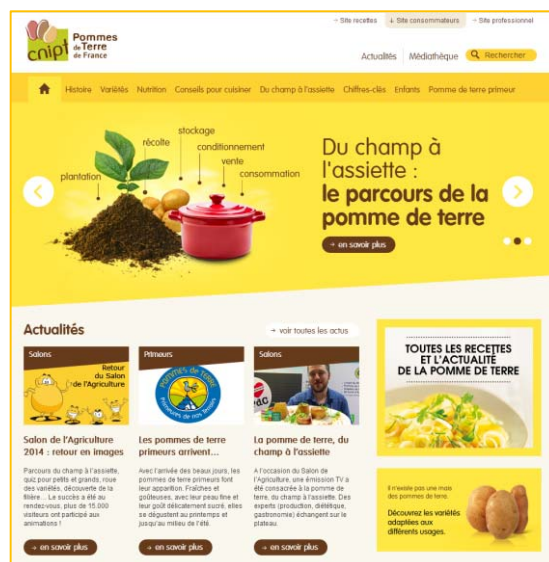 → Site recettes
↓ Site consommateurs
→ Site professionnel
cnipt
Pommes
de Terre
de France
Actualités
Médiathèque
Rechercher
Histoire
Variétés
Nutrition
Conseils pour cuisiner
Du champ à l'assiette
Chiffres-clés
Enfants
Pomme de terre primeur
plantation
récolte
stockage
conditionnement
vente
consommation
Du champ à
l'assiette :
le parcours de la
pomme de terre
→ en savoir plus
Actualités
→ voir toutes les actus
Salons
Retour
du Salon
de l'Agriculture
Salon de l'Agriculture
2014 : retour en images
Parcours du champ à l'assiette,
quiz pour petits et grands, roue
des variétés, découverte de la
filière... Le succès a été au
rendez-vous, plus de 15.000
visiteurs ont participé aux
animations !
→ en savoir plus
Primeurs
POMMES DE TERRE
Primeurs de nos Terroirs
Les pommes de terre
primeurs arrivent...
Avec l'arrivée des beaux jours, les
pommes de terre primeurs font
leur apparition. Fraîches et
goûteuses, avec leur peau fine et
leur goût délicatement sucré, elles
se dégustent au printemps et
jusqu'au milieu de l'été.
→ en savoir plus
Salons
La pomme de terre, du
champ à l'assiette
A l'occasion du Salon de
l'Agriculture, une émission TV a
été consacrée à la pomme de
terre, du champ à l'assiette. Des
experts (production, diététique,
gastronomie) échangent sur le
plateau.
→ en savoir plus
TOUTES LES RECETTES
ET L'ACTUALITÉ
DE LA POMME DE TERRE
Il n'existe pas une mais
des pommes de terre.
Découvrez les variétés
adaptées aux
différents usages.